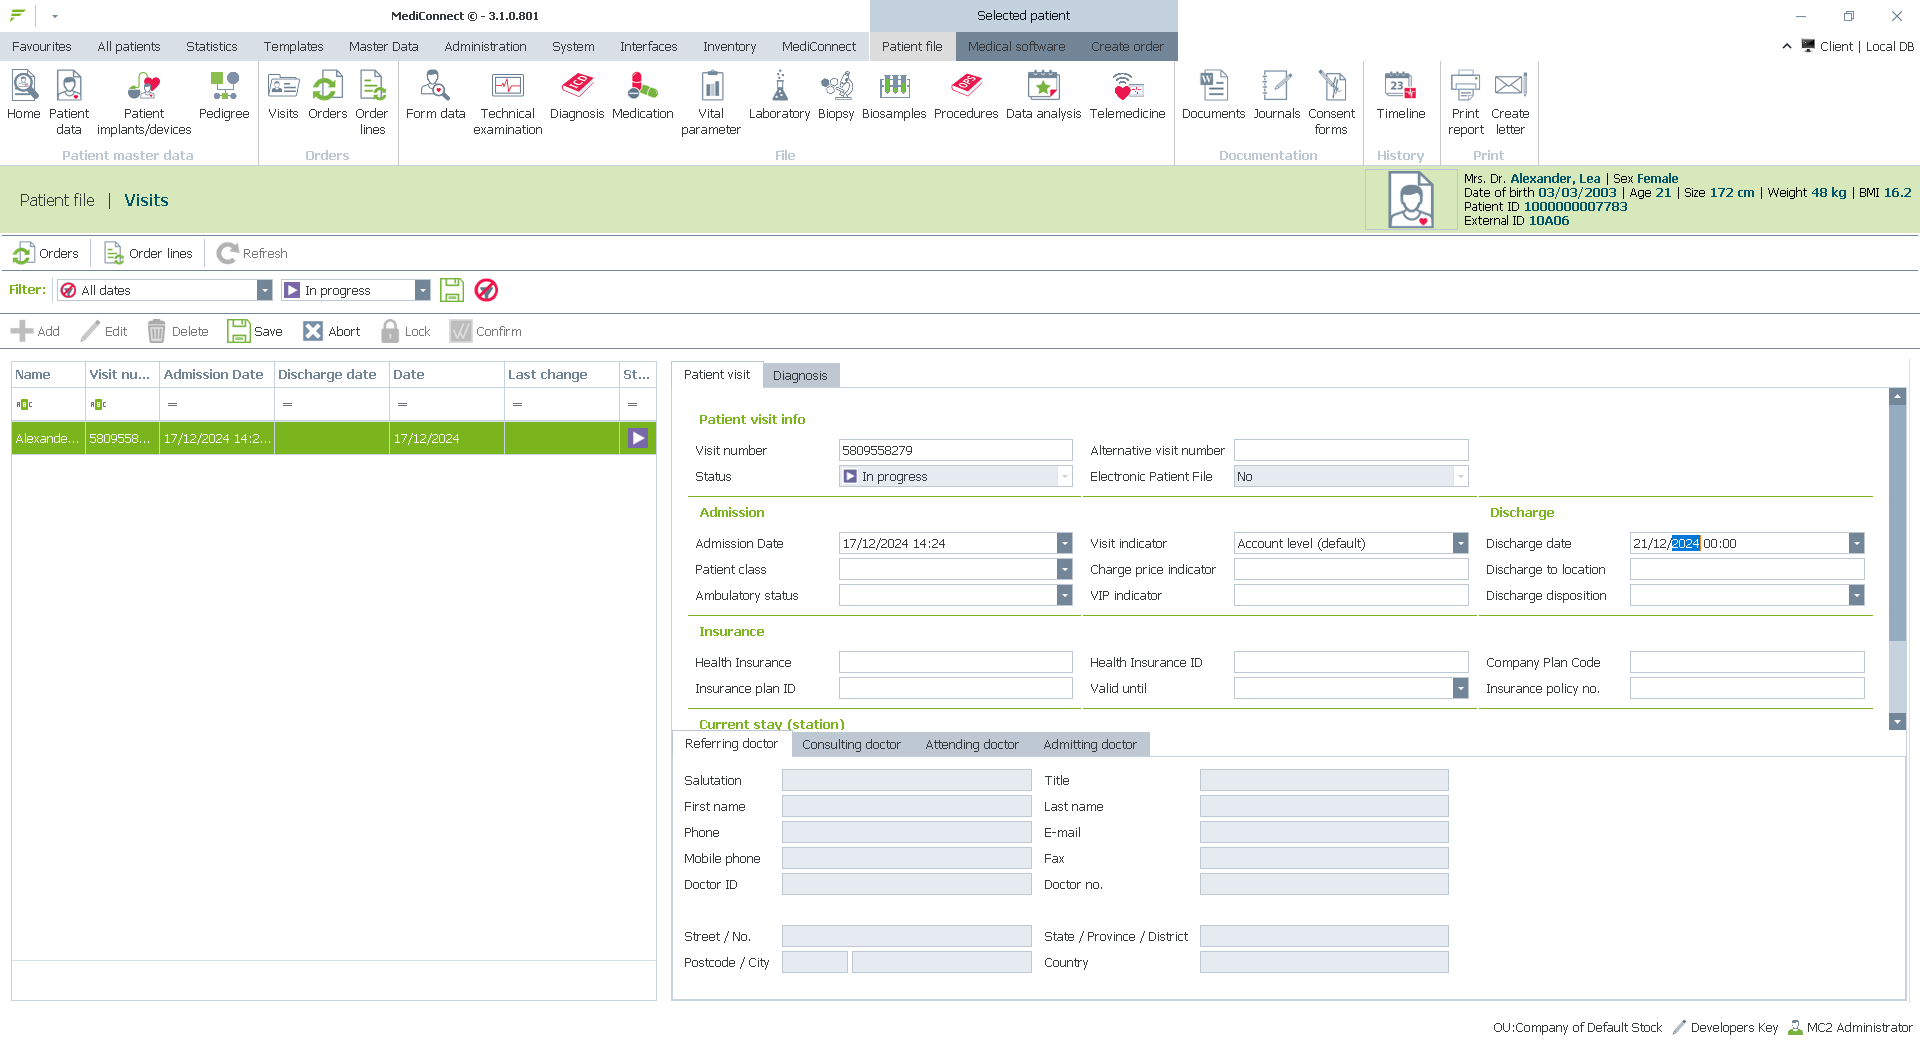 MediConnect © - 3.1.0.801
Selected patient
Favourites All patients Statistics Templates Master Data Administration System Interfaces Inventory MediConnect Patient file Medical software Create order
Client | Local DB
Home
Patient data
Patient implants/devices
Pedigree
Visits
Orders
Order lines
Form data
Technical examination
Diagnosis
Medication
Vital parameter
Laboratory
Biopsy
Biosamples
Procedures
Data analysis
Telemedicine
Documents
Journals
Consent forms
Timeline
Print report
Create letter
Patient master data Orders File Documentation History Print
Patient file | Visits
Mrs. Dr. Alexander, Lea | Sex Female
Date of birth 03/03/2003 | Age 21 | Size 172 cm | Weight 48 kg | BMI 16.2
Patient ID 1000000007783
External ID 10A06
Orders Order lines Refresh
Filter: All dates In progress
Add Edit Delete Save Abort Lock Confirm
Name Visit nu... Admission Date Discharge date Date Last change St...
Alexande... 5809558... 17/12/2024 14:2... 17/12/2024
Patient visit Diagnosis
Patient visit info
Visit number 5809558279 Alternative visit number
Status In progress Electronic Patient File No
Admission Discharge
Admission Date 17/12/2024 14:24 Visit indicator Account level (default) Discharge date 21/12/2024 00:00
Patient class Charge price indicator Discharge to location
Ambulatory status VIP indicator Discharge disposition
Insurance
Health Insurance Health Insurance ID Company Plan Code
Insurance plan ID Valid until Insurance policy no.
Current stay (station)
Referring doctor Consulting doctor Attending doctor Admitting doctor
Salutation Title
First name Last name
Phone E-mail
Mobile phone Fax
Doctor ID Doctor no.
Street / No. State / Province / District
Postcode / City Country
OU:Company of Default Stock Developers Key MC2 Administrator